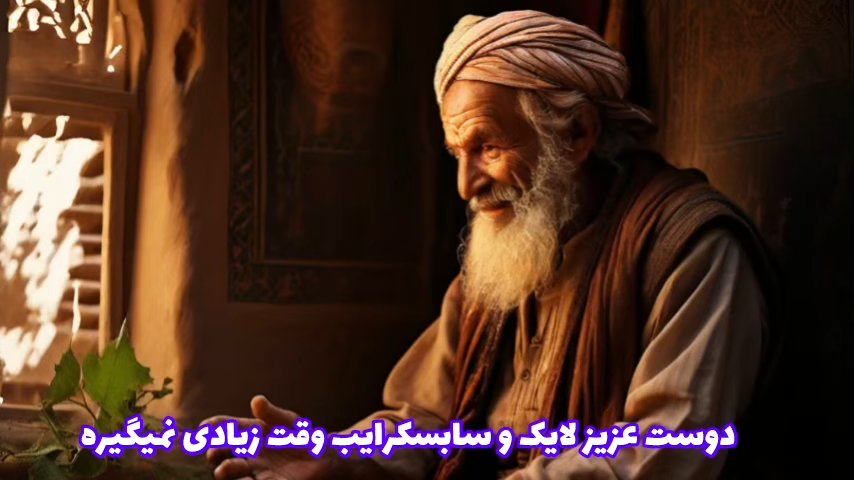 دوست عزیز لایک و سابسکرایب وقت زیادی نمیگیره